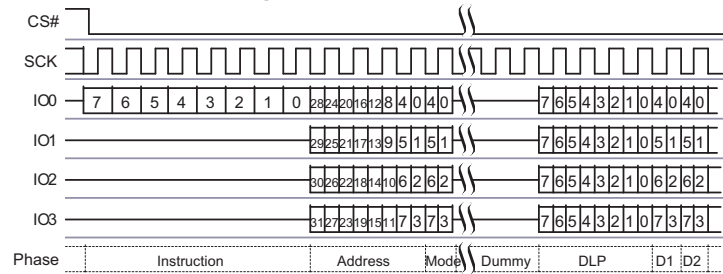 CS#
SCK
IO0 7 6 5 4 3 2 1 0 28 24 20 16 12 8 4 0 4 0 7 6 5 4 3 2 1 0 4 0 4 0
IO1 29 25 21 17 13 9 5 1 5 1 7 6 5 4 3 2 1 0 5 1 5 1
IO2 30 26 22 18 14 10 6 2 6 2 7 6 5 4 3 2 1 0 6 2 6 2
IO3 31 27 23 19 15 11 7 3 7 3 7 6 5 4 3 2 1 0 7 3 7 3
Phase Instruction Address Mode Dummy DLP D1 D2